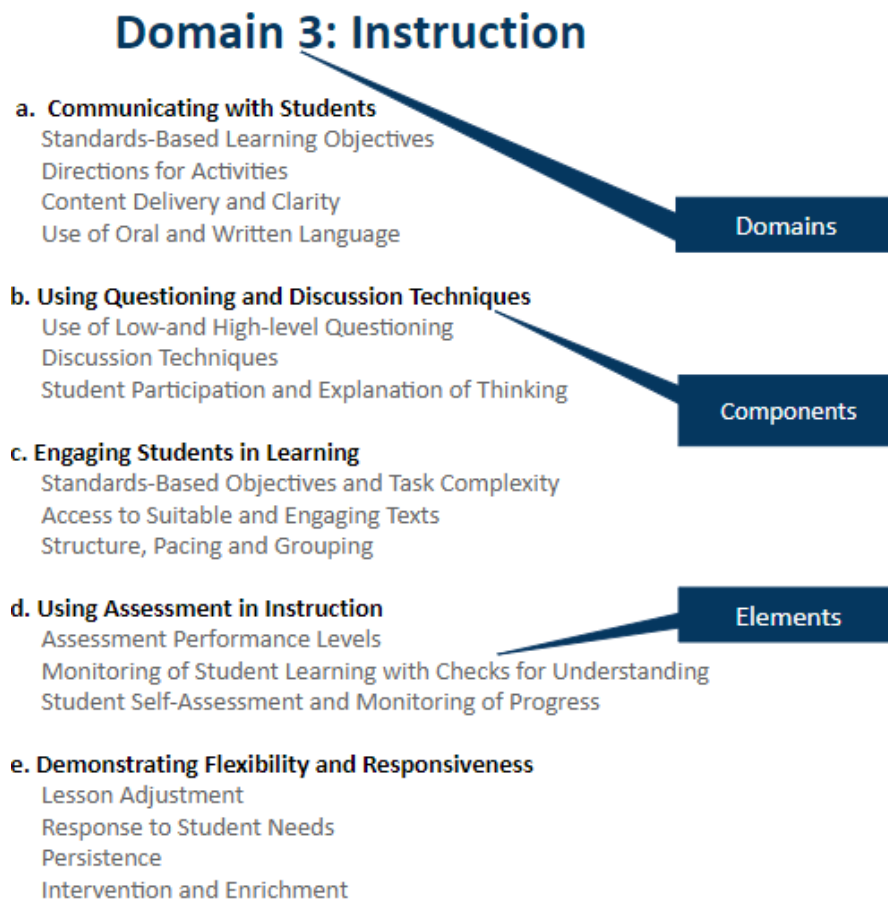 Domain 3: Instruction
a. Communicating with Students
Standards-Based Learning Objectives
Directions for Activities
Content Delivery and Clarity
Use of Oral and Written Language
Domains
b. Using Questioning and Discussion Techniques
Use of Low-and High-level Questioning
Discussion Techniques
Student Participation and Explanation of Thinking
Components
c. Engaging Students in Learning
Standards-Based Objectives and Task Complexity
Access to Suitable and Engaging Texts
Structure, Pacing and Grouping
d. Using Assessment in Instruction
Elements
Assessment Performance Levels
Monitoring of Student Learning with Checks for Understanding
Student Self-Assessment and Monitoring of Progress
e. Demonstrating Flexibility and Responsiveness
Lesson Adjustment
Response to Student Needs
Persistence
Intervention and Enrichment